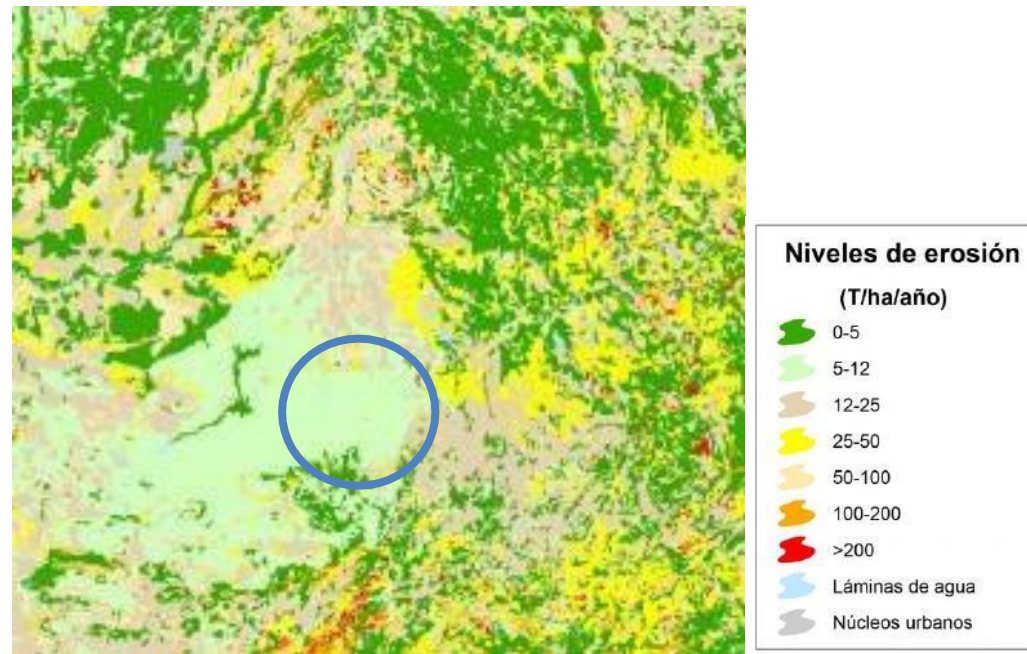 Niveles de erosión
(T/ha/año)
0-5
5-12
12-25
25-50
50-100
100-200
>200
Láminas de agua
Núcleos urbanos